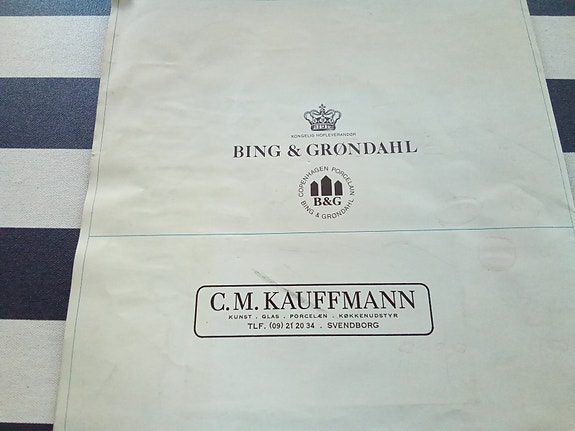 KONGELIG HOFLEVERANDØR
BING & GRØNDAHL
COPENHAGEN PORCELAIN
B&G
BING & GRØNDAHL
C.M. KAUFFMANN
KUNST . GLAS . PORCELÆN . KØKKENUDSTYR
TLF. (09) 21 20 34 . SVENDBORG